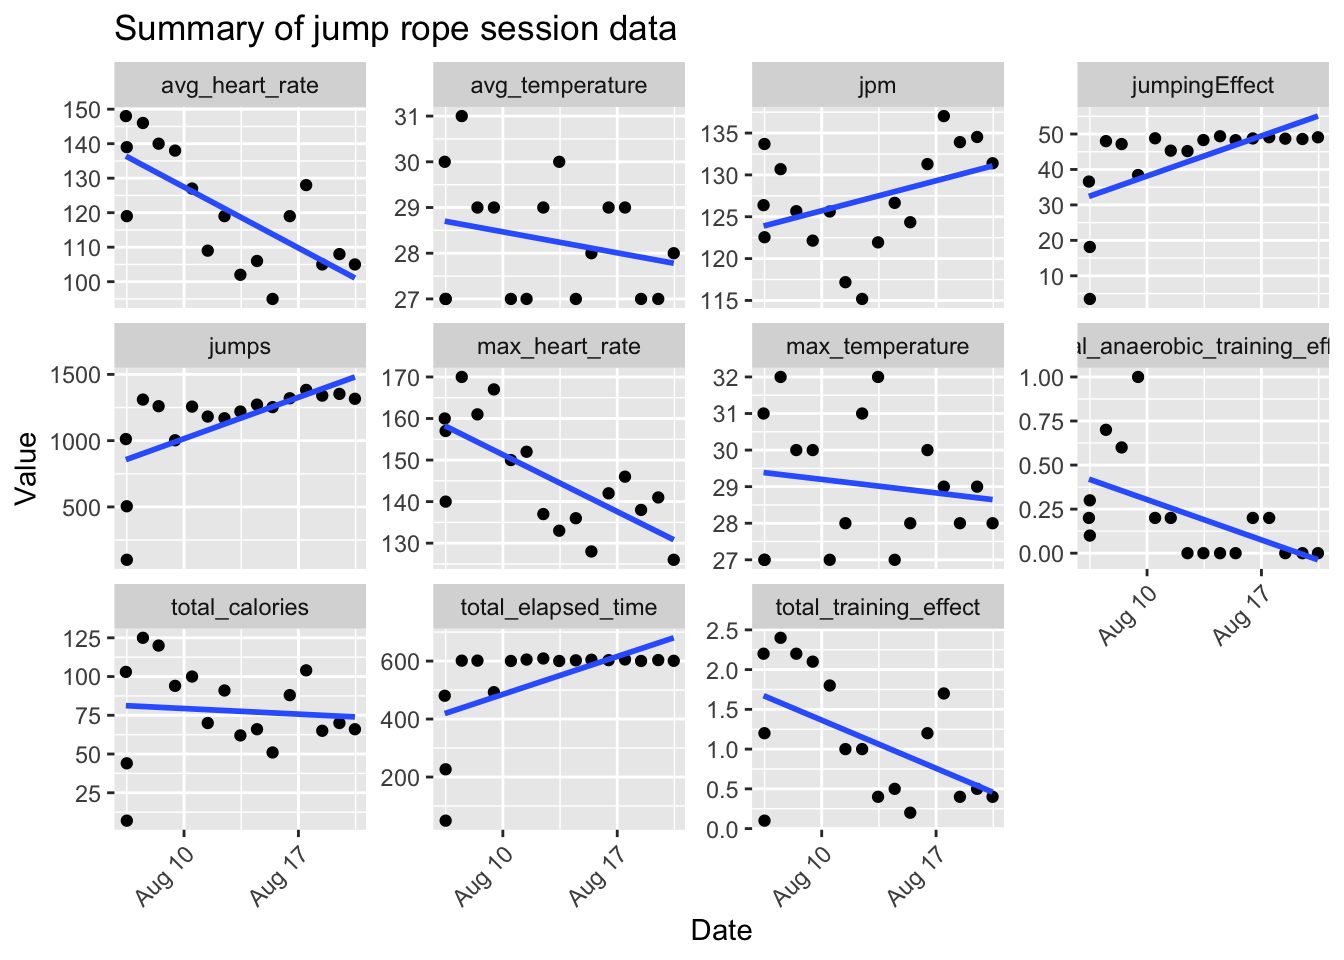 Summary of jump rope session data
avg_heart_rate avg_temperature jpm jumpingEffect
150 140 130 120 110 100
31 30 29 28 27
135 130 125 120 115
50 40 30 20 10
jumps max_heart_rate max_temperature al_anaerobic_training_eff
1500 1000 500
170 160 150 140 130
32 31 30 29 28 27
1.00 0.75 0.50 0.25 0.00
Aug 10 Aug 17
total_calories total_elapsed_time total_training_effect
125 100 75 50 25
600 400 200
2.5 2.0 1.5 1.0 0.5 0.0
Aug 10 Aug 17 Aug 10 Aug 17 Aug 10 Aug 17
Value
Date